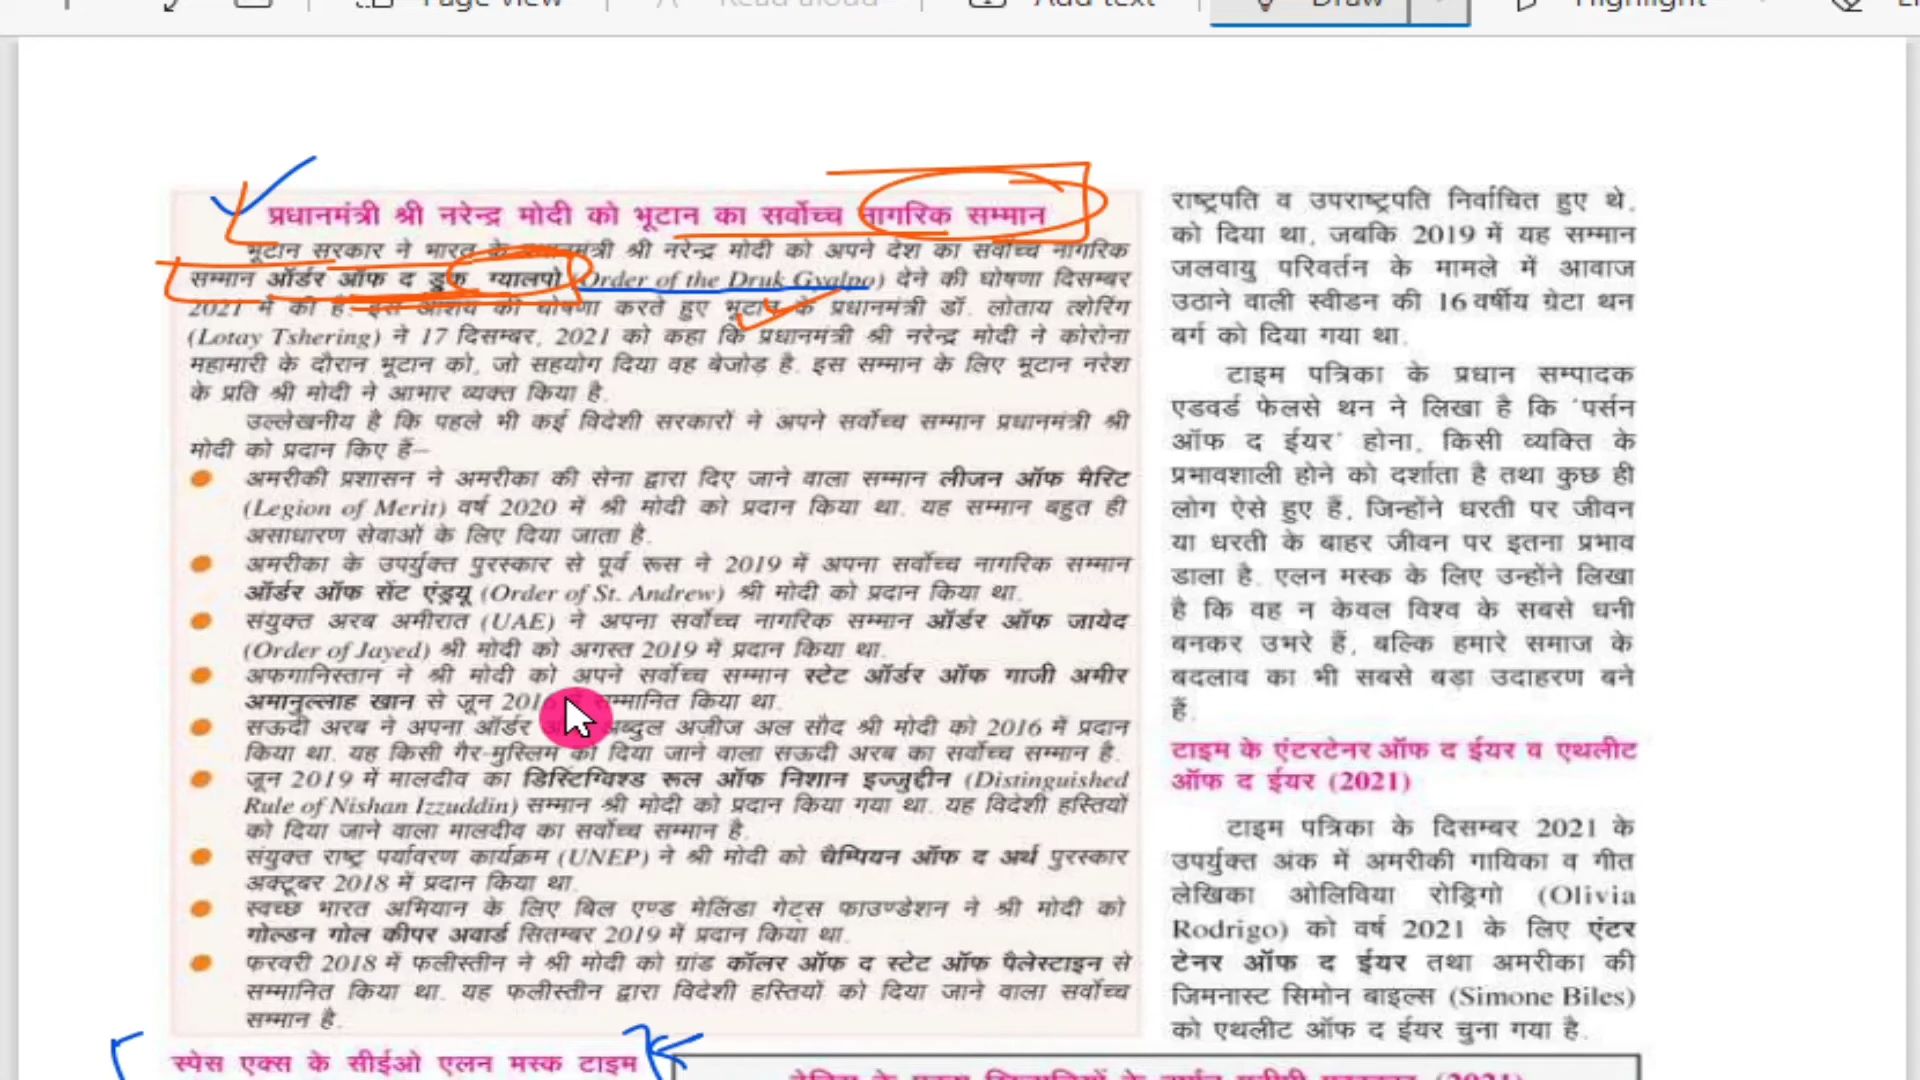 Page view
Read aloud
Add text
Draw
Highlight
प्रधानमंत्री श्री नरेन्द्र मोदी को भूटान का सर्वोच्च नागरिक सम्मान
भूटान सरकार ने भारत के प्रधानमंत्री श्री नरेन्द्र मोदी को अपने देश का सर्वोच्च नागरिक
सम्मान ऑर्डर ऑफ द ड्रुक ग्यालपो (Order of the Druk Gyalpo) देने की घोषणा दिसम्बर
2021 में की है. इस आशय की घोषणा करते हुए भूटान के प्रधानमंत्री डॉ. लोताय त्शेरिंग
(Lotay Tshering) ने 17 दिसम्बर, 2021 को कहा कि प्रधानमंत्री श्री नरेन्द्र मोदी ने कोरोना
महामारी के दौरान भूटान को, जो सहयोग दिया वह बेजोड़ है. इस सम्मान के लिए भूटान नरेश
के प्रति श्री मोदी ने आभार व्यक्त किया है.
उल्लेखनीय है कि पहले भी कई विदेशी सरकारों ने अपने सर्वोच्च सम्मान प्रधानमंत्री श्री
मोदी को प्रदान किए हैं–
अमरीकी प्रशासन ने अमरीका की सेना द्वारा दिए जाने वाला सम्मान लीजन ऑफ मैरिट
(Legion of Merit) वर्ष 2020 में श्री मोदी को प्रदान किया था. यह सम्मान बहुत ही
असाधारण सेवाओं के लिए दिया जाता है.
अमरीका के उपर्युक्त पुरस्कार से पूर्व रूस ने 2019 में अपना सर्वोच्च नागरिक सम्मान
ऑर्डर ऑफ सेंट एंड्रयू (Order of St. Andrew) श्री मोदी को प्रदान किया था.
संयुक्त अरब अमीरात (UAE) ने अपना सर्वोच्च नागरिक सम्मान ऑर्डर ऑफ जायेद
(Order of Jayed) श्री मोदी को अगस्त 2019 में प्रदान किया था.
अफगानिस्तान ने श्री मोदी को अपने सर्वोच्च सम्मान स्टेट ऑर्डर ऑफ गाजी अमीर
अमानुल्लाह खान से जून सम्मानित किया था.
सऊदी अरब ने अपना ऑर्डर अब्दुल अजीज अल सौद श्री मोदी को 2016 में प्रदान
किया था. यह किसी गैर-मुस्लिम को दिया जाने वाला सऊदी अरब का सर्वोच्च सम्मान है.
जून 2019 में मालदीव का डिस्टिंग्विश्ड रूल ऑफ निशान इज्जुद्दीन (Distinguished
Rule of Nishan Izzuddin) सम्मान श्री मोदी को प्रदान किया गया था. यह विदेशी हस्तियों
को दिया जाने वाला मालदीव का सर्वोच्च सम्मान है.
संयुक्त राष्ट्र पर्यावरण कार्यक्रम (UNEP) ने श्री मोदी को चैम्पियन ऑफ द अर्थ पुरस्कार
अक्टूबर 2018 में प्रदान किया था.
स्वच्छ भारत अभियान के लिए बिल एण्ड मेलिंडा गेट्स फाउण्डेशन ने श्री मोदी को
गोल्डन गोल कीपर अवार्ड सितम्बर 2019 में प्रदान किया था.
फरवरी 2018 में फलीस्तीन ने श्री मोदी को ग्रांड कॉलर ऑफ द स्टेट ऑफ पैलेस्टाइन से
सम्मानित किया था. यह फलीस्तीन द्वारा विदेशी हस्तियों को दिया जाने वाला सर्वोच्च
सम्मान है.
स्पेस एक्स के सीईओ एलन मस्क टाइम
राष्ट्रपति व उपराष्ट्रपति निर्वाचित हुए थे,
को दिया था, जबकि 2019 में यह सम्मान
जलवायु परिवर्तन के मामले में आवाज
उठाने वाली स्वीडन की 16 वर्षीय ग्रेटा थन
बर्ग को दिया गया था.
टाइम पत्रिका के प्रधान सम्पादक
एडवर्ड फेलसे थन ने लिखा है कि 'पर्सन
ऑफ द ईयर' होना, किसी व्यक्ति के
प्रभावशाली होने को दर्शाता है तथा कुछ ही
लोग ऐसे हुए हैं, जिन्होंने धरती पर जीवन
या धरती के बाहर जीवन पर इतना प्रभाव
डाला है. एलन मस्क के लिए उन्होंने लिखा
है कि वह न केवल विश्व के सबसे धनी
बनकर उभरे हैं, बल्कि हमारे समाज के
बदलाव का भी सबसे बड़ा उदाहरण बने
हैं.
टाइम के एंटरटेनर ऑफ द ईयर व एथलीट
ऑफ द ईयर (2021)
टाइम पत्रिका के दिसम्बर 2021 के
उपर्युक्त अंक में अमरीकी गायिका व गीत
लेखिका ओलिविया रोड्रिगो (Olivia
Rodrigo) को वर्ष 2021 के लिए एंटर
टेनर ऑफ द ईयर तथा अमरीका की
जिमनास्ट सिमोन बाइल्स (Simone Biles)
को एथलीट ऑफ द ईयर चुना गया है.